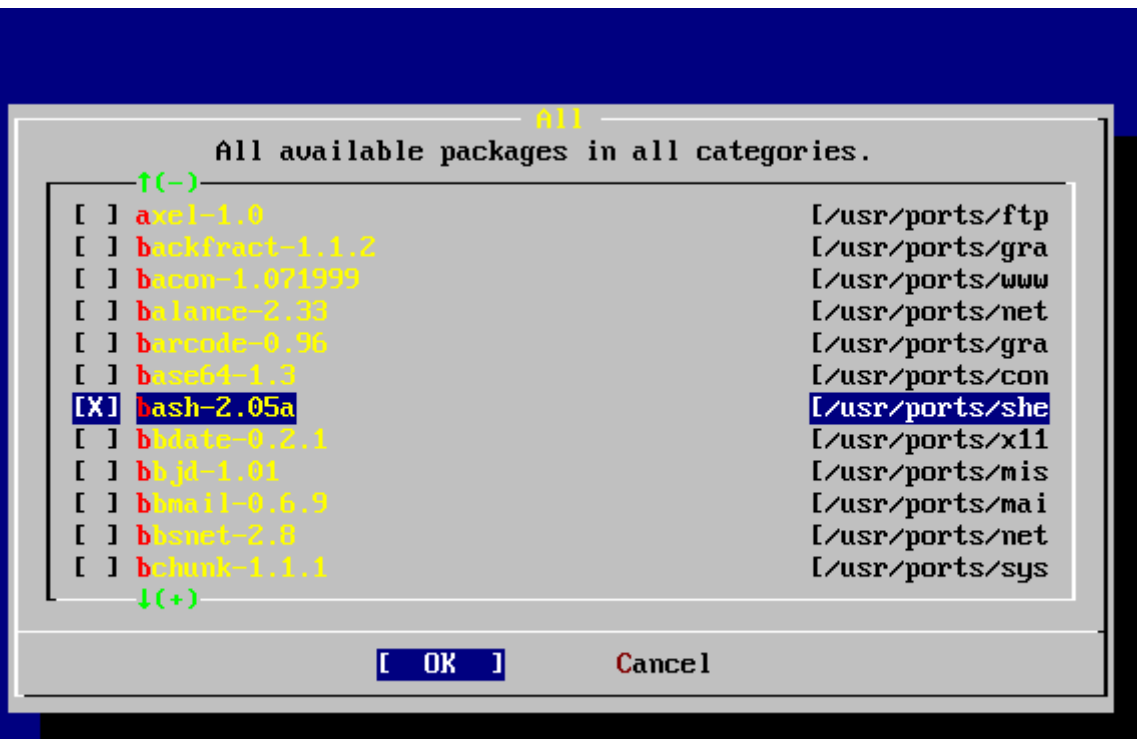 All
All available packages in all categories.
↑(-)
[ ] axel-1.0 [/usr/ports/ftp
[ ] backfract-1.1.2 [/usr/ports/gra
[ ] bacon-1.071999 [/usr/ports/www
[ ] balance-2.33 [/usr/ports/net
[ ] barcode-0.96 [/usr/ports/gra
[ ] base64-1.3 [/usr/ports/con
[X] bash-2.05a [/usr/ports/she
[ ] bbdate-0.2.1 [/usr/ports/x11
[ ] bbjd-1.01 [/usr/ports/mis
[ ] bbmail-0.6.9 [/usr/ports/mai
[ ] bbsnet-2.8 [/usr/ports/net
[ ] bchunk-1.1.1 [/usr/ports/sys
↓(+)
[ OK ] Cancel